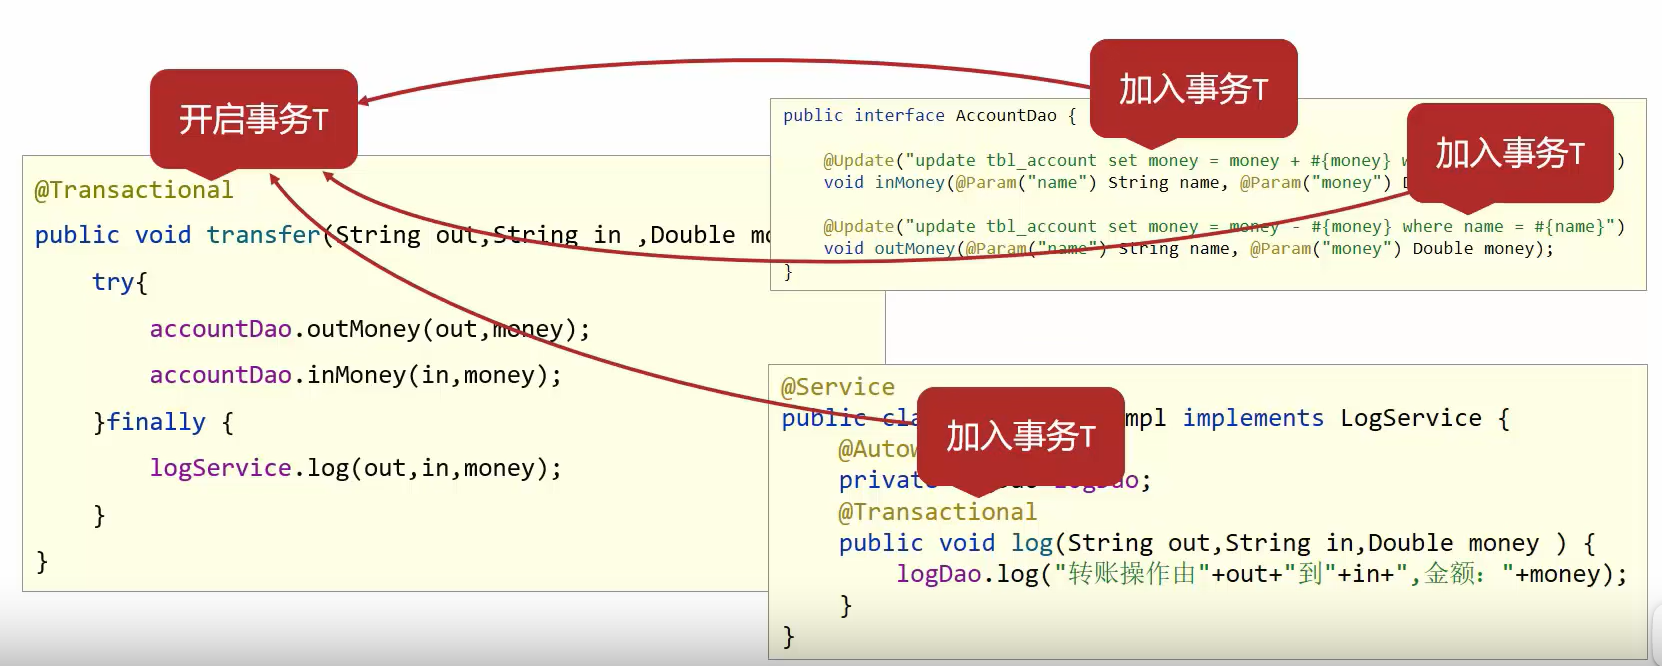 开启事务T
@Transactional
public void transfer(String out,String in ,Double
try{
accountDao.outMoney(out,money);
accountDao.inMoney(in,money);
}finally {
logService.log(out,in,money);
}
}
加入事务T
加入事务T
public interface AccountDao {
@Update("update tbl_account set money = money + #{money} )
void inMoney(@Param("name") String name, @Param("money")
@Update("update tbl_account set money = money - #{money} where name = #{name}")
void outMoney(@Param("name") String name, @Param("money") Double money);
}
加入事务T
@Service
public implements LogService {
private logDao;
@Transactional
public void log(String out,String in,Double money ) {
logDao.log("转账操作由"+out+"到"+in+",金额："+money);
}
}